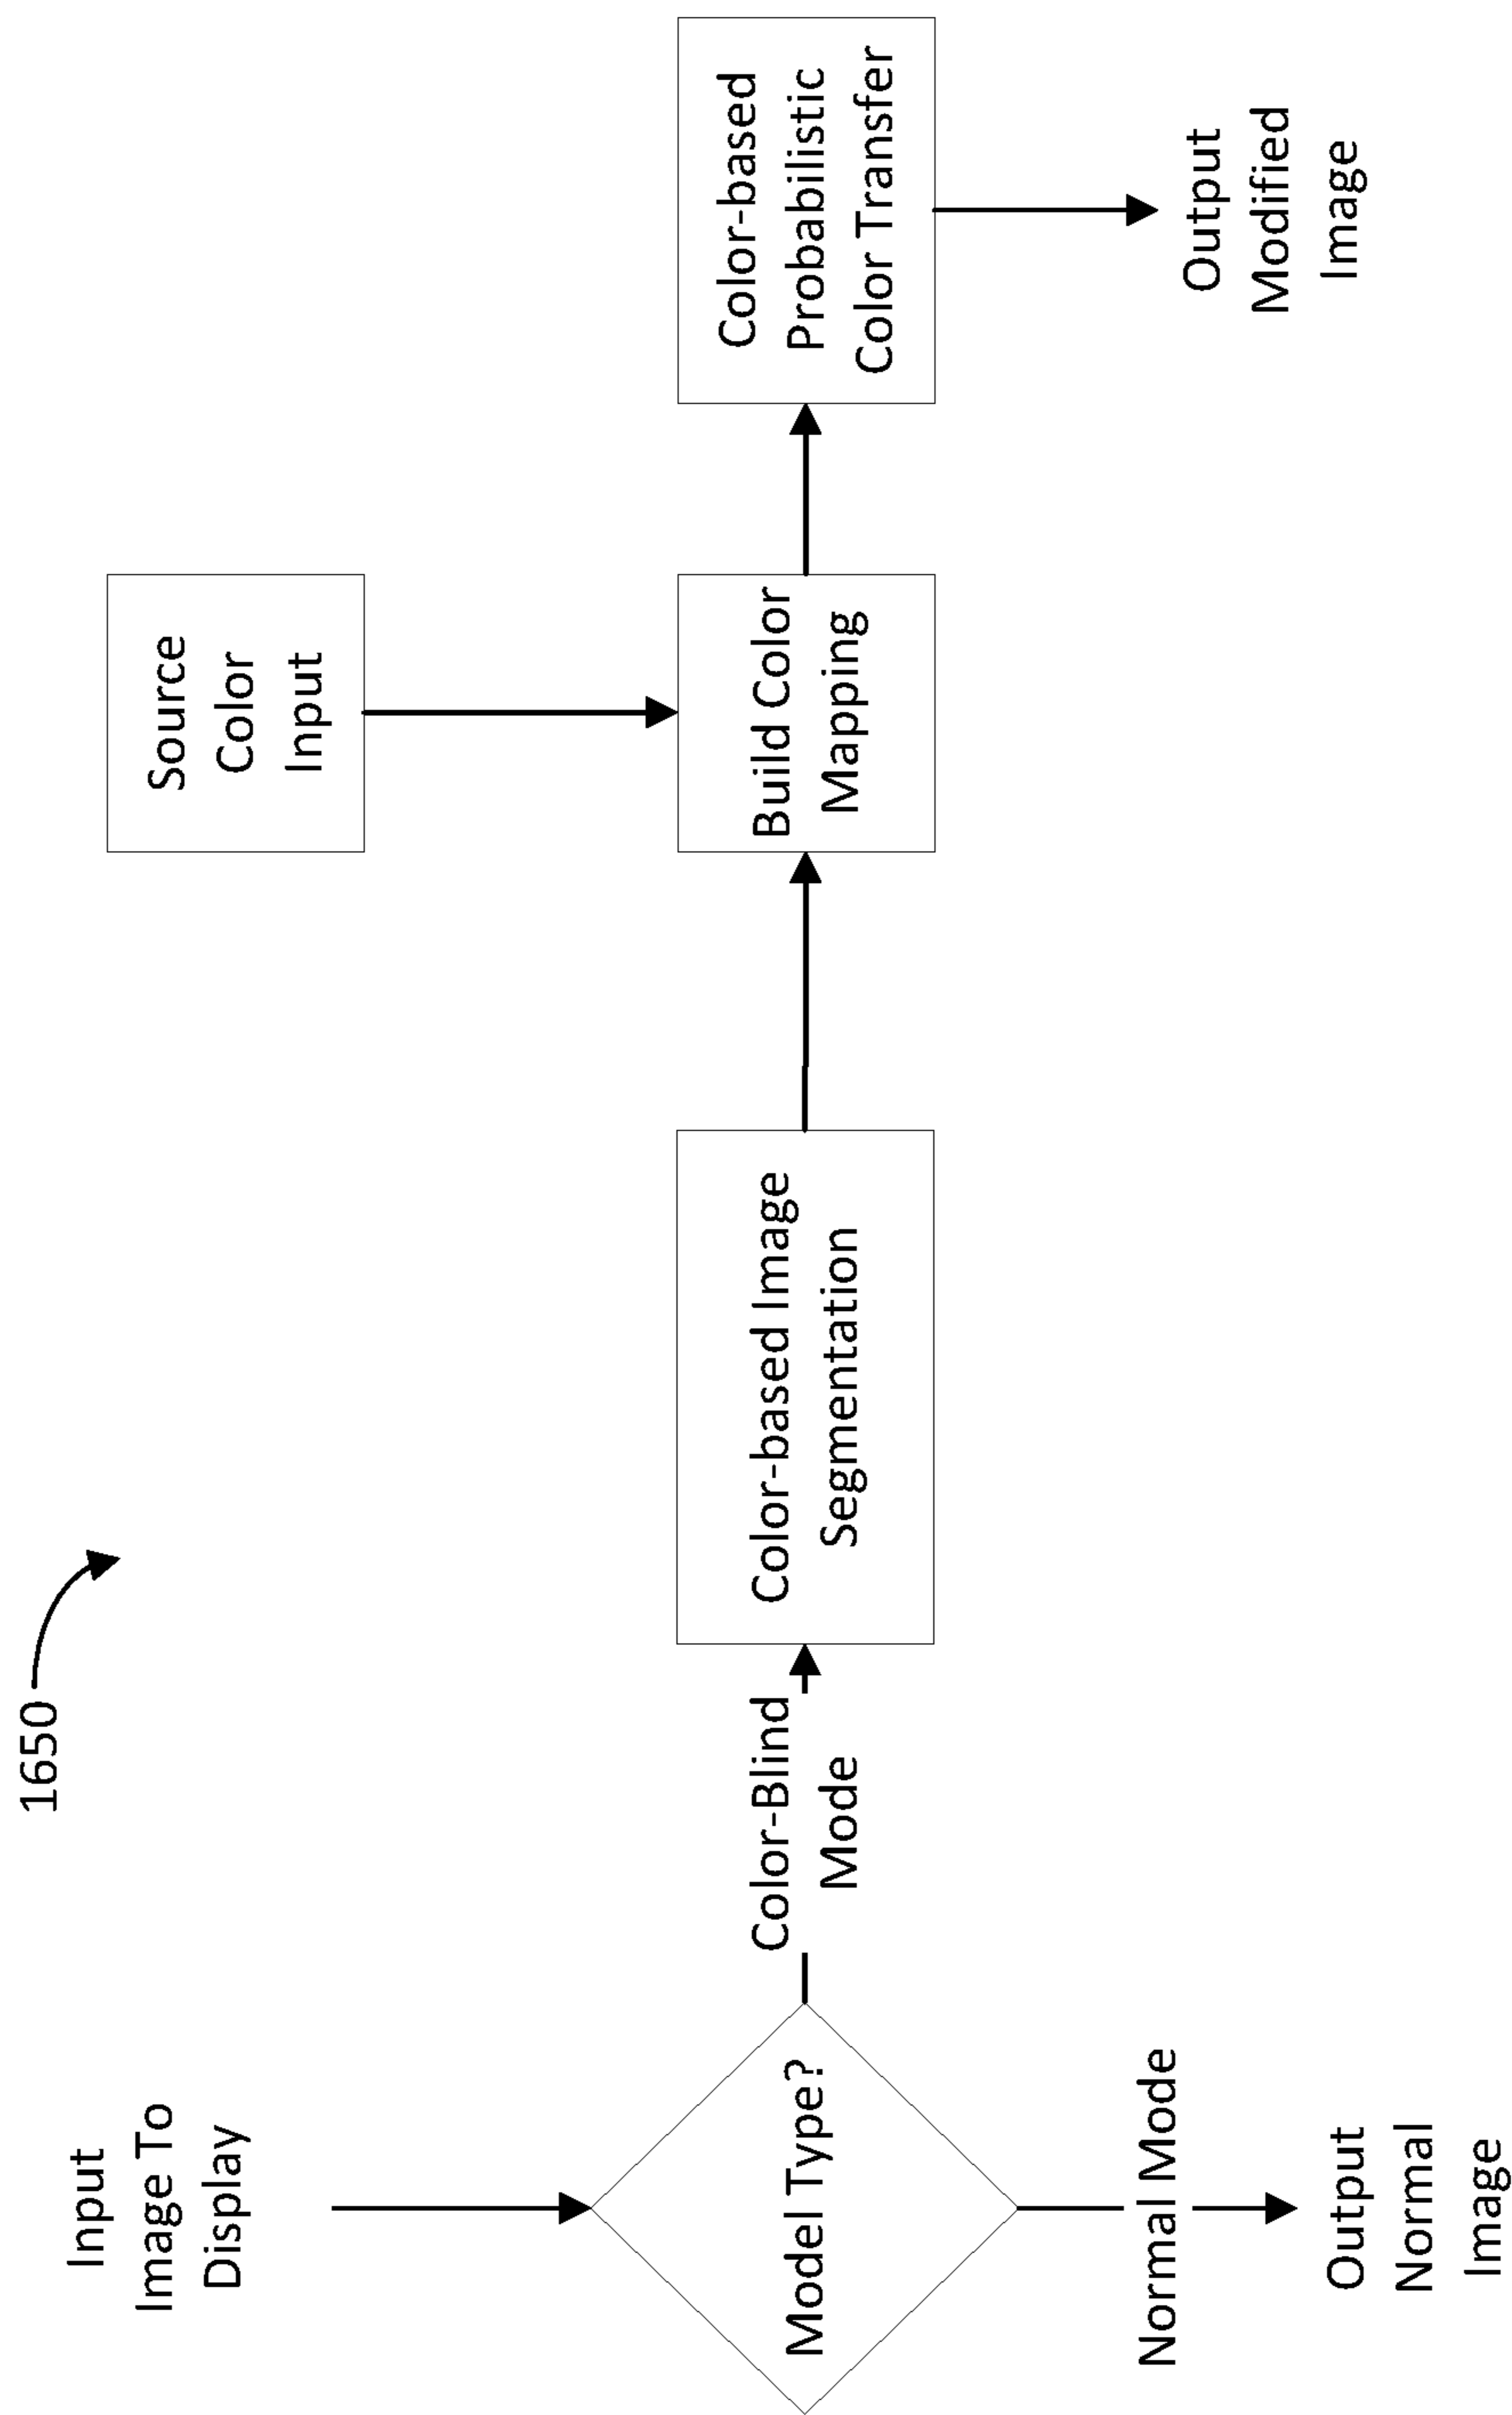 1650
Input
Image To
Display
Model Type?
Normal Mode
Output
Normal
Image
Color-Blind
Mode
Color-based Image
Segmentation
Source
Color
Input
Build Color
Mapping
Color-based
Probabilistic
Color Transfer
Output
Modified
Image